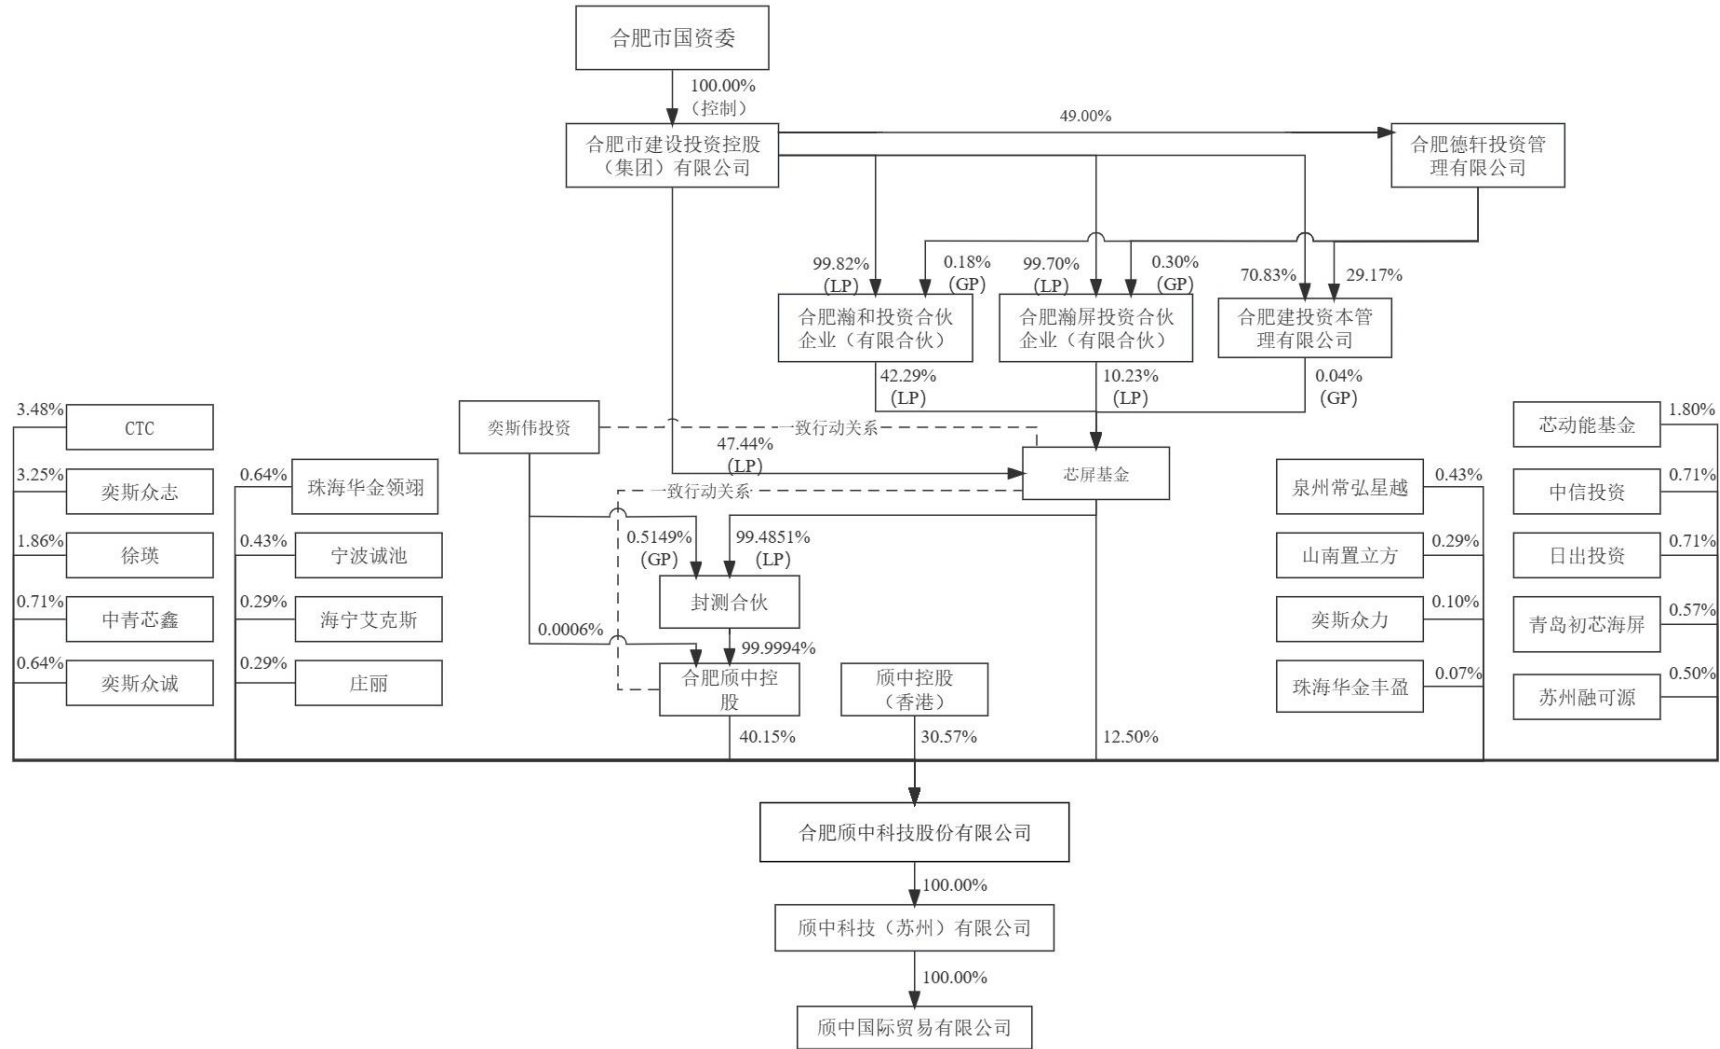 合肥市国资委
100.00%
（控制）
合肥市建设投资控股
（集团）有限公司
49.00%
合肥德轩投资管
理有限公司
99.82%
(LP)
0.18%
(GP)
99.70%
(LP)
0.30%
(GP)
70.83%
29.17%
合肥瀚和投资合伙
企业（有限合伙）
合肥瀚屏投资合伙
企业（有限合伙）
合肥建投资本管
理有限公司
42.29%
(LP)
10.23%
(LP)
0.04%
(GP)
3.48%
CTC
奕斯伟投资
一致行动关系
芯动能基金
1.80%
47.44%
(LP)
芯屏基金
3.25%
奕斯众志
0.64%
珠海华金领翊
一致行动关系
泉州常弘星越
0.43%
中信投资
0.71%
0.5149%
(GP)
99.4851%
(LP)
1.86%
徐瑛
0.43%
宁波诚池
山南置立方
0.29%
日出投资
0.71%
封测合伙
0.71%
中青芯鑫
0.29%
海宁艾克斯
奕斯众力
0.10%
青岛初芯海屏
0.57%
0.0006%
99.9994%
0.64%
奕斯众诚
0.29%
庄丽
合肥颀中控
股
颀中控股
（香港）
珠海华金丰盈
0.07%
苏州融可源
0.50%
40.15%
30.57%
12.50%
合肥颀中科技股份有限公司
100.00%
颀中科技（苏州）有限公司
100.00%
颀中国际贸易有限公司